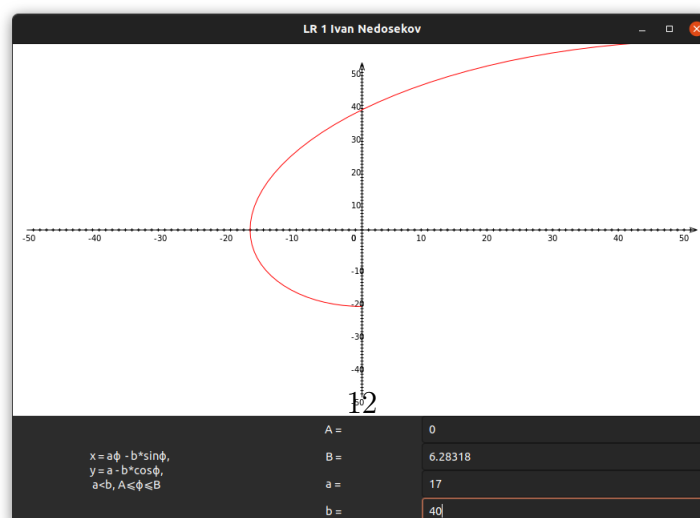 LR 1 Ivan Nedosekov
50
40
30
20
10
-50 -40 -30 -20 -10 0 10 20 30 40 50
-10
-20
-30
-40
-50
12
A = 0
x = aϕ - b*sinϕ,
y = a - b*cosϕ,
a<b, A⩽ϕ⩽B
B = 6.28318
a = 17
b = 40